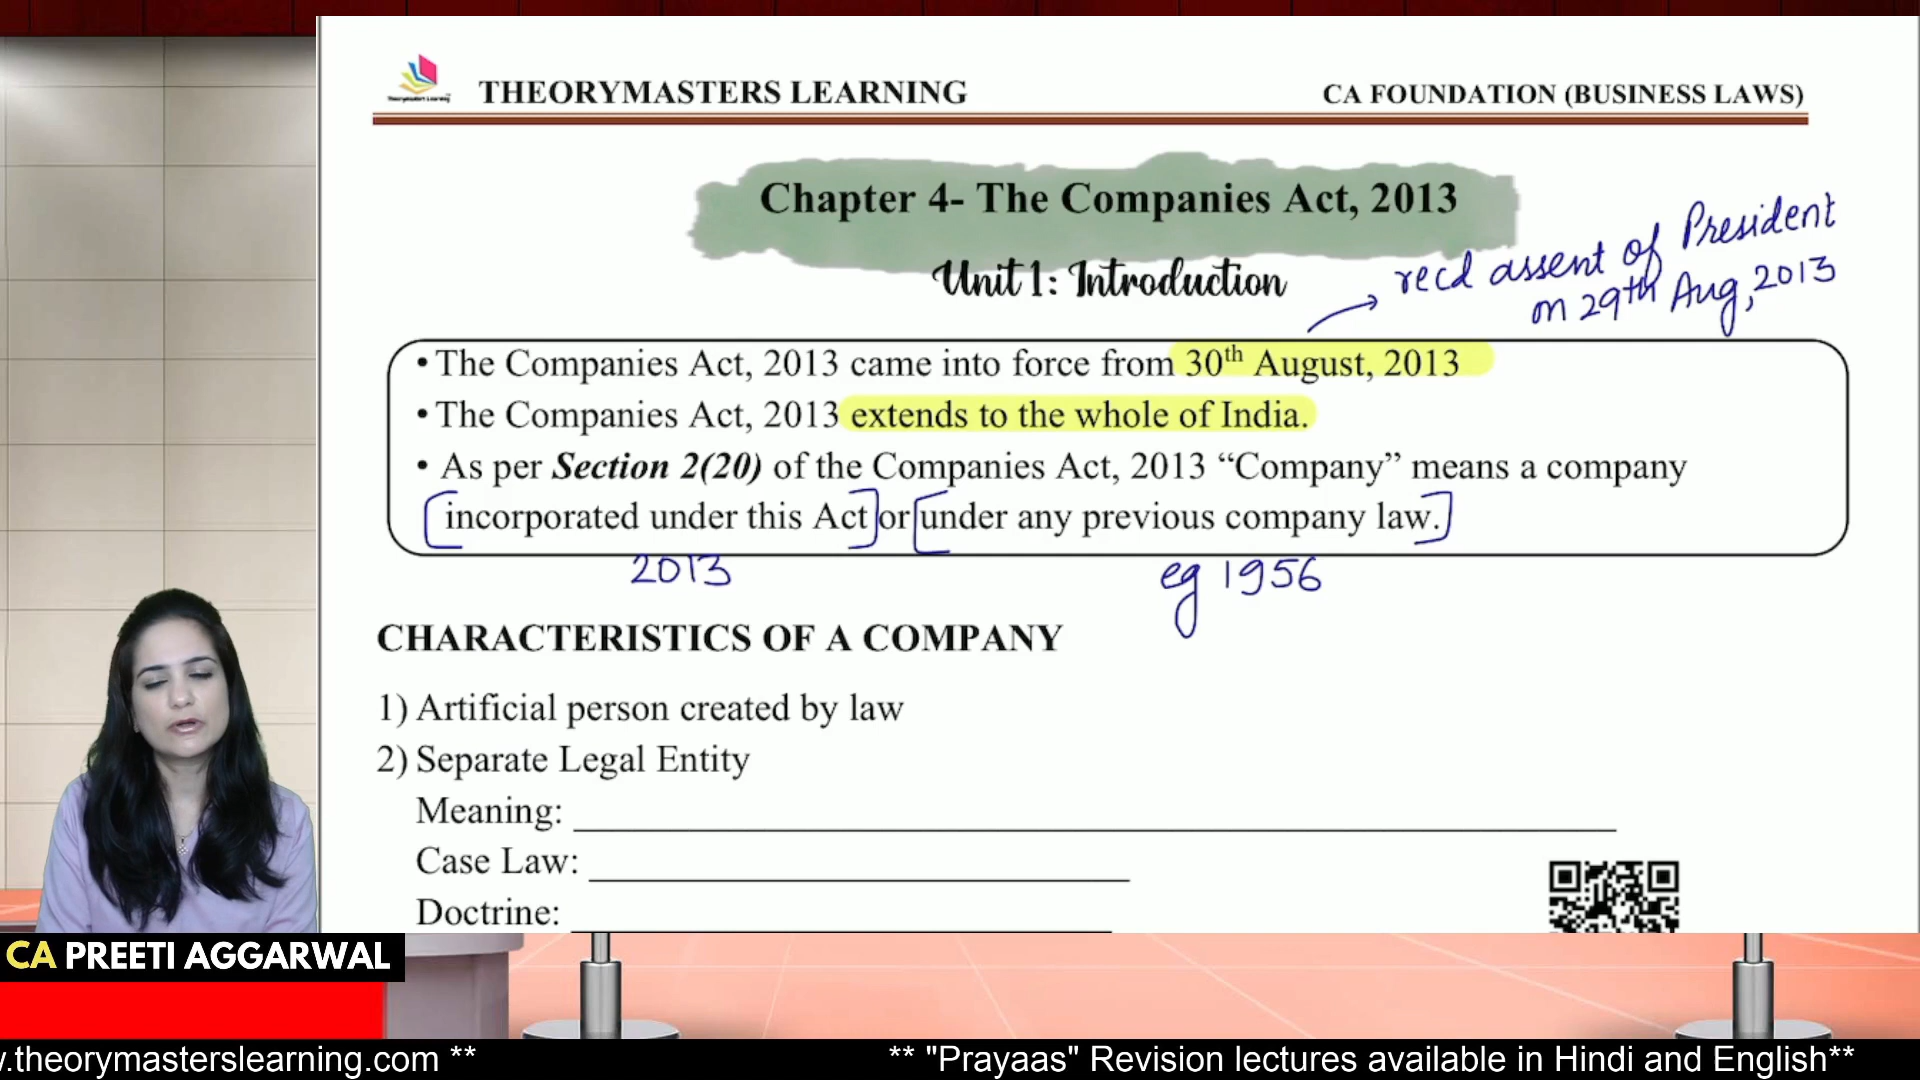 THEORYMASTERS LEARNING
CA FOUNDATION (BUSINESS LAWS)
Chapter 4- The Companies Act, 2013
Unit 1: Introduction
recd assent of President
on 29th Aug, 2013
• The Companies Act, 2013 came into force from 30th August, 2013
• The Companies Act, 2013 extends to the whole of India.
• As per Section 2(20) of the Companies Act, 2013 “Company” means a company
incorporated under this Act or under any previous company law.
2013
eg 1956
CHARACTERISTICS OF A COMPANY
1) Artificial person created by law
2) Separate Legal Entity
Meaning:
Case Law:
Doctrine:
CA PREETI AGGARWAL
.theorymasterslearning.com **
** "Prayaas" Revision lectures available in Hindi and English**